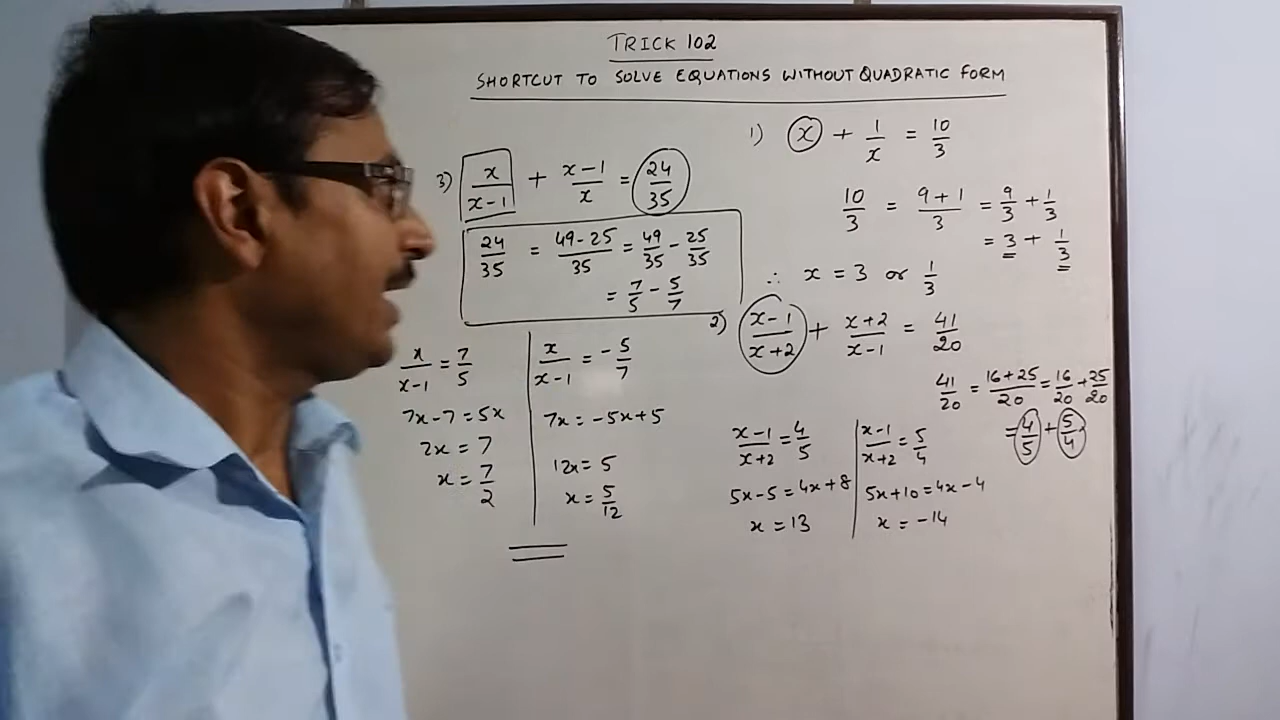 TRICK 102
SHORTCUT TO SOLVE EQUATIONS WITHOUT QUADRATIC FORM
1) x + 1/x = 10/3
10/3 = 9+1/3 = 9/3 + 1/3
= 3 + 1/3
∴ x = 3 or 1/3
2) x-1/x+2 + x+2/x-1 = 41/20
41/20 = 16+25/20 = 16/20 + 25/20
= 4/5 + 5/4
x-1/x+2 = 4/5
5x-5 = 4x+8
x = 13
x-1/x+2 = 5/4
5x+10 = 4x-4
x = -14
3) x/x-1 + x-1/x = 24/35
24/35 = 49-25/35 = 49/35 - 25/35
= 7/5 - 5/7
x/x-1 = 7/5
7x-7 = 5x
2x = 7
x = 7/2
x/x-1 = -5/7
7x = -5x+5
12x = 5
x = 5/12